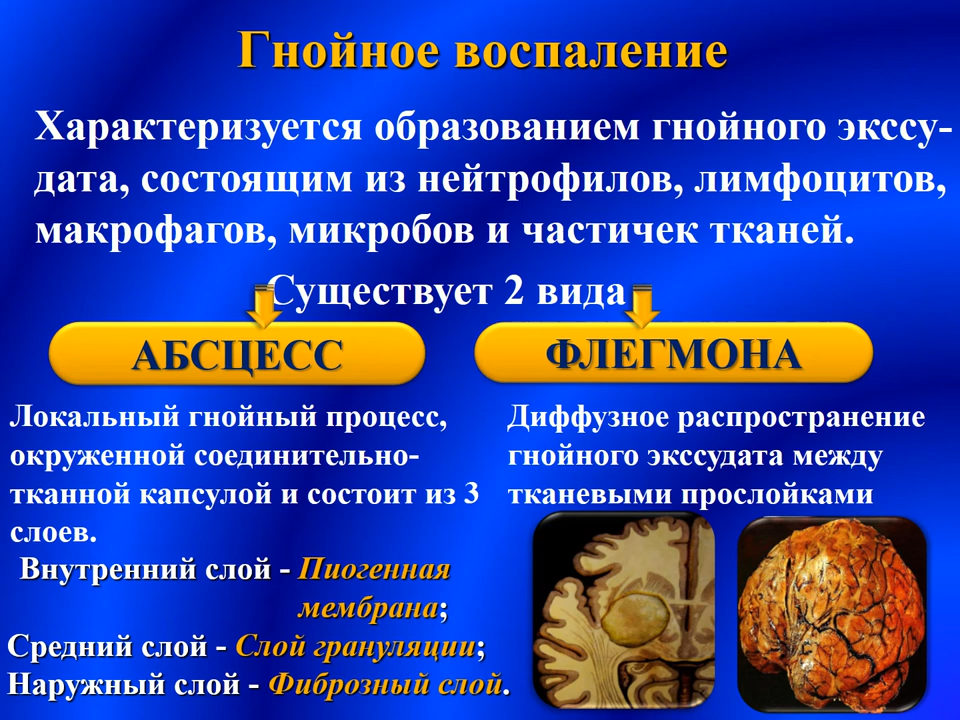 Гнойное воспаление
Характеризуется образованием гнойного экссу-
дата, состоящим из нейтрофилов, лимфоцитов,
макрофагов, микробов и частичек тканей.
Существует 2 вида
АБСЦЕСС
ФЛЕГМОНА
Локальный гнойный процесс,
окруженной соединительно-
тканной капсулой и состоит из 3
слоев.
Внутренний слой - Пиогенная
мембрана;
Средний слой - Слой грануляции;
Наружный слой - Фиброзный слой.
Диффузное распространение
гнойного экссудата между
тканевыми прослойками